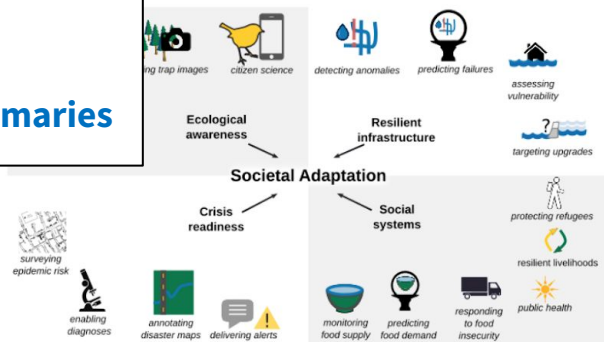 maries
ng trap images
citizen science
detecting anomalies
predicting failures
assessing
vulnerability
?
targeting upgrades
Ecological
awareness
Resilient
infrastructure
Societal Adaptation
Crisis
readiness
Social
systems
surveying
epidemic risk
enabling
diagnoses
annotating
disaster maps
delivering alerts
!
monitoring
food supply
predicting
food demand
responding
to food
insecurity
protecting refugees
resilient livelihoods
public health